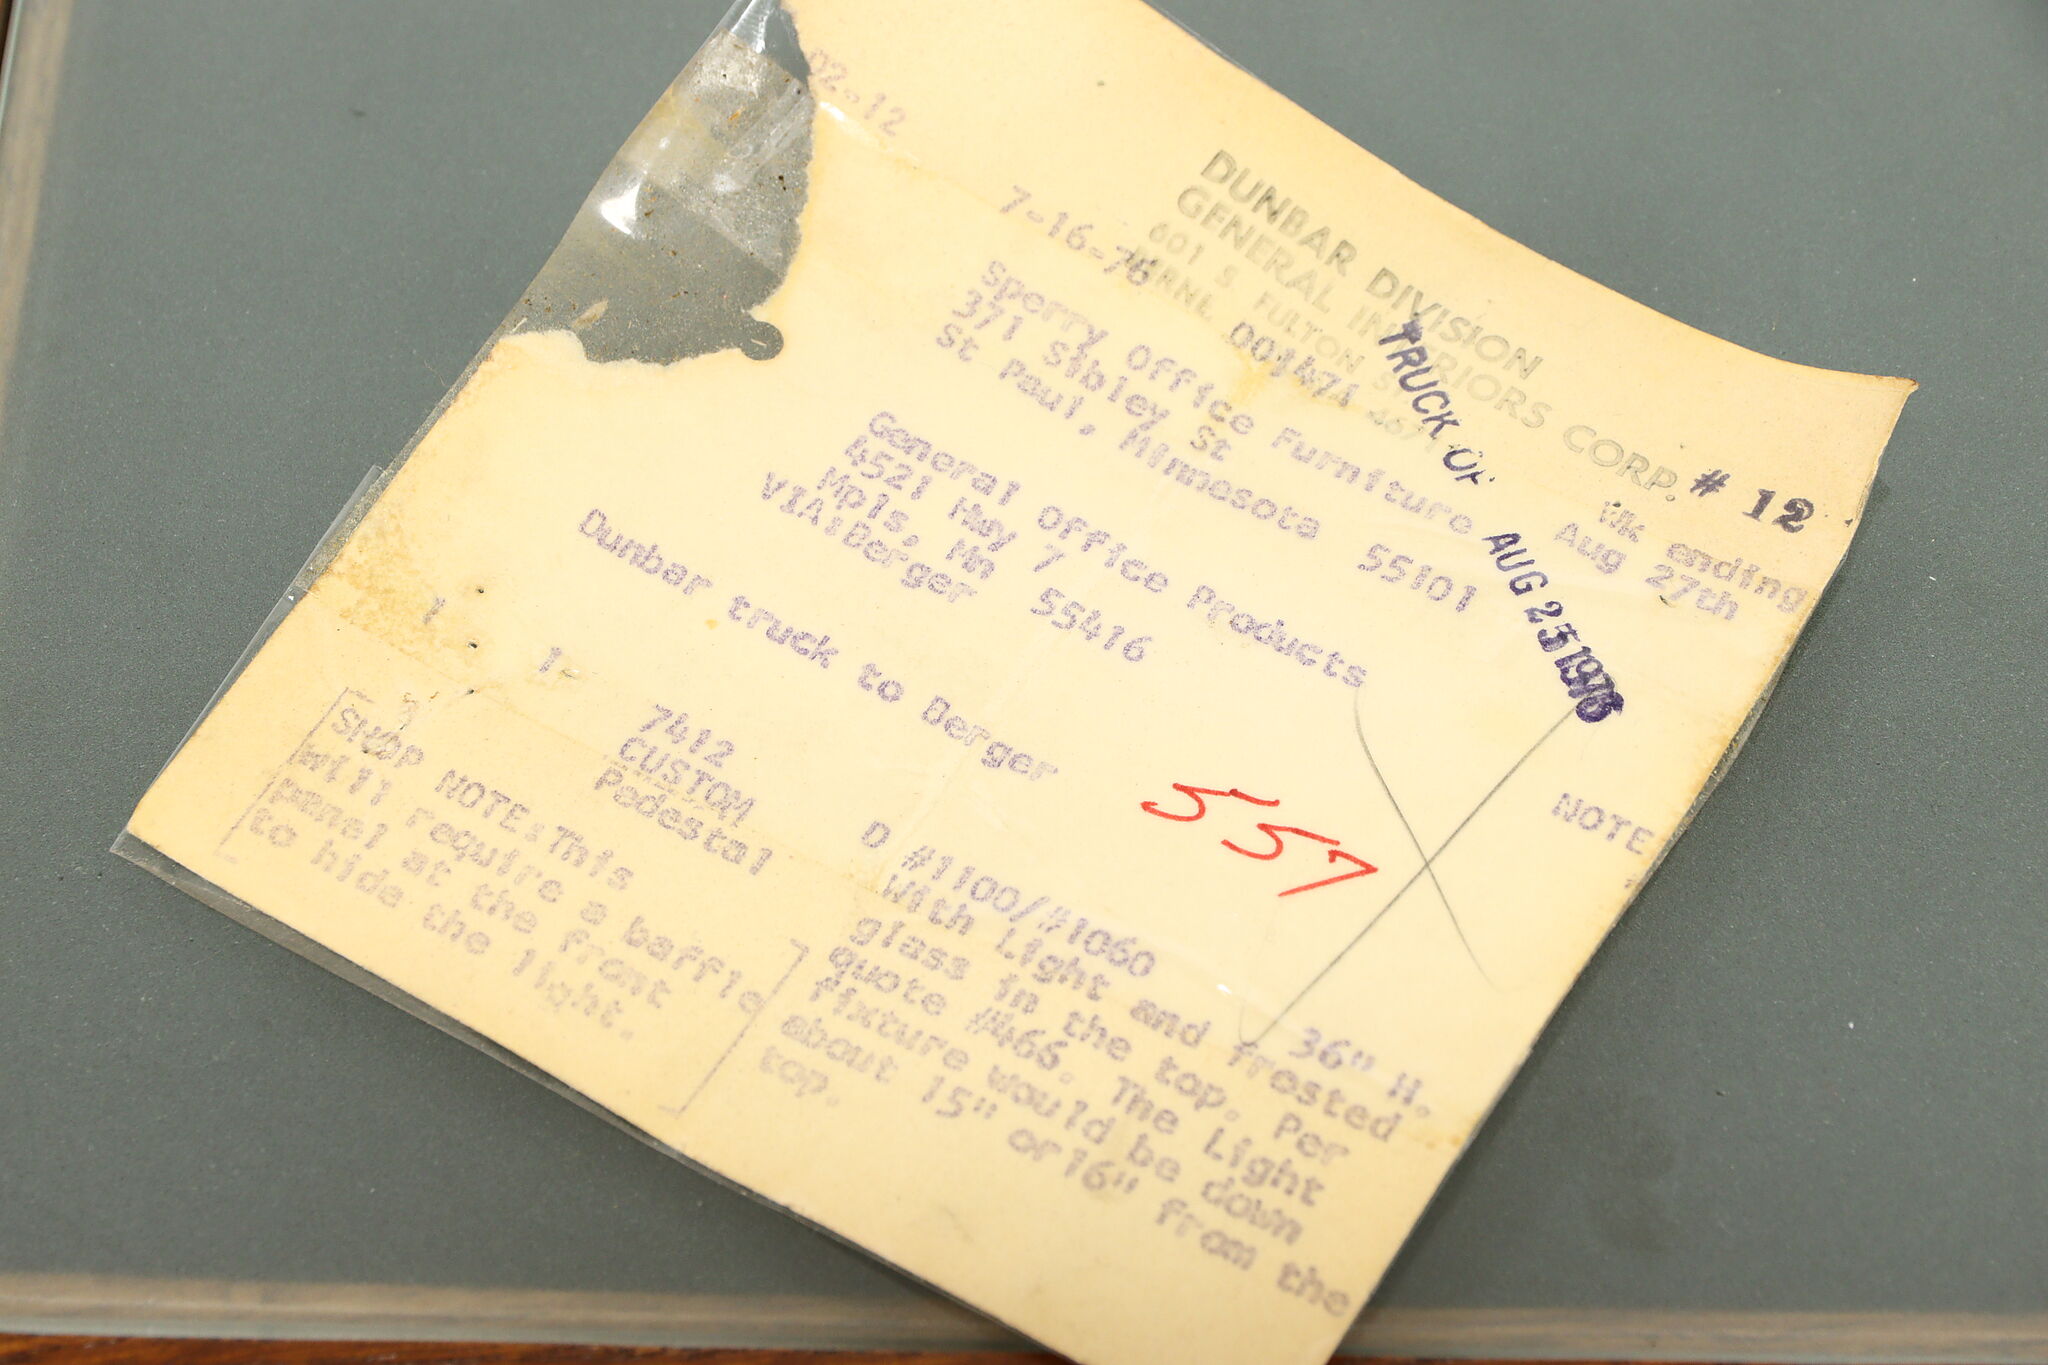 02-12
DUNBAR DIVISION
GENERAL INTERIORS CORP.
601 S. FULTON
# 12
7-16-76
001474
TRUCK OF
AUG 23 1976
Sperry Office Furniture
371 Sibley St
St Paul, Minnesota 55101
Wk ending
Aug 27th
General Office Products
4521 Hwy 7
Mpls, Mn 55416
VIA:Berger
Dunbar truck to Berger
NOTE
557
1 1- 7412
CUSTOM
Pedestal
D #1100/#1060 36" H.
With Light and frosted
glass in the top. Per
quote #466. The Light
fixture would be down
about 15" or 16" from the
top.
SHOP NOTE:This
will require a baffle
panel at the front
to hide the light.